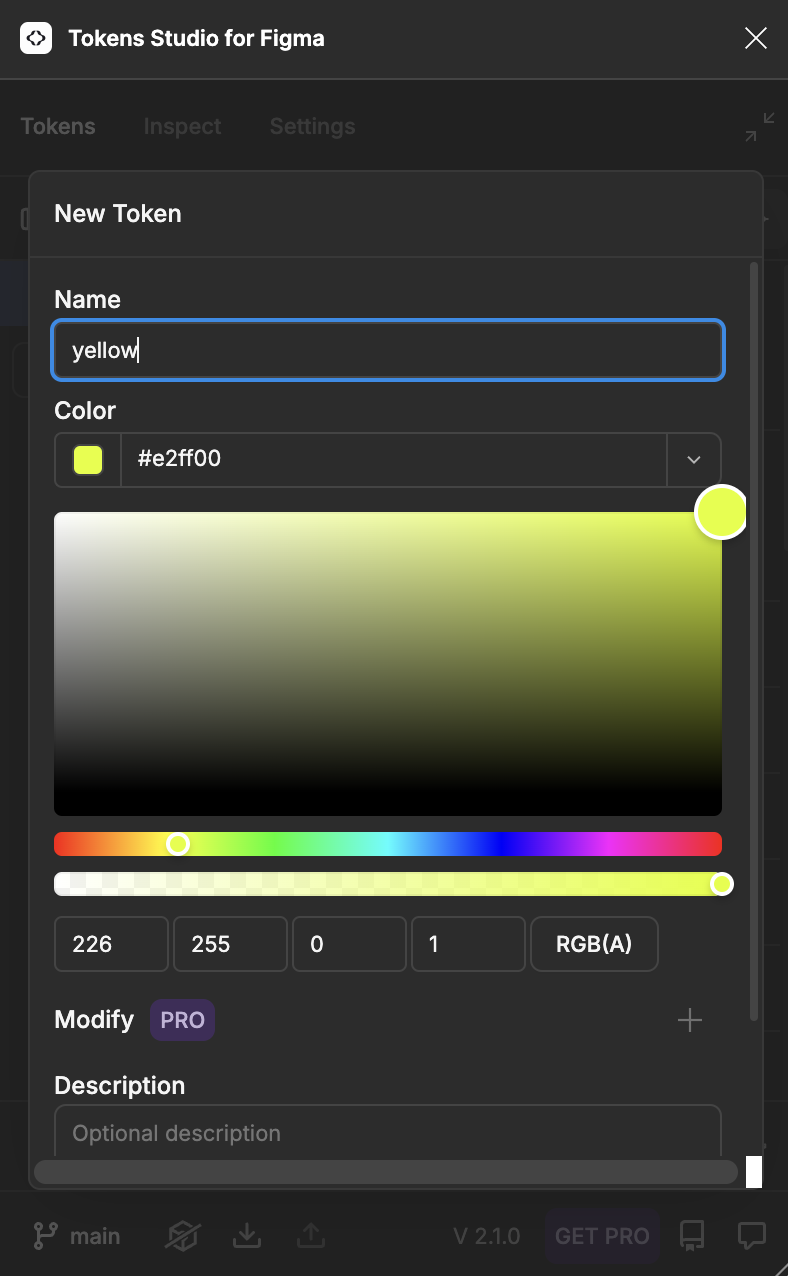 Tokens Studio for Figma
Tokens Inspect Settings
New Token
Name
yellow
Color
#e2ff00
226 255 0 1 RGB(A)
Modify PRO
Description
Optional description
main V 2.1.0 GET PRO